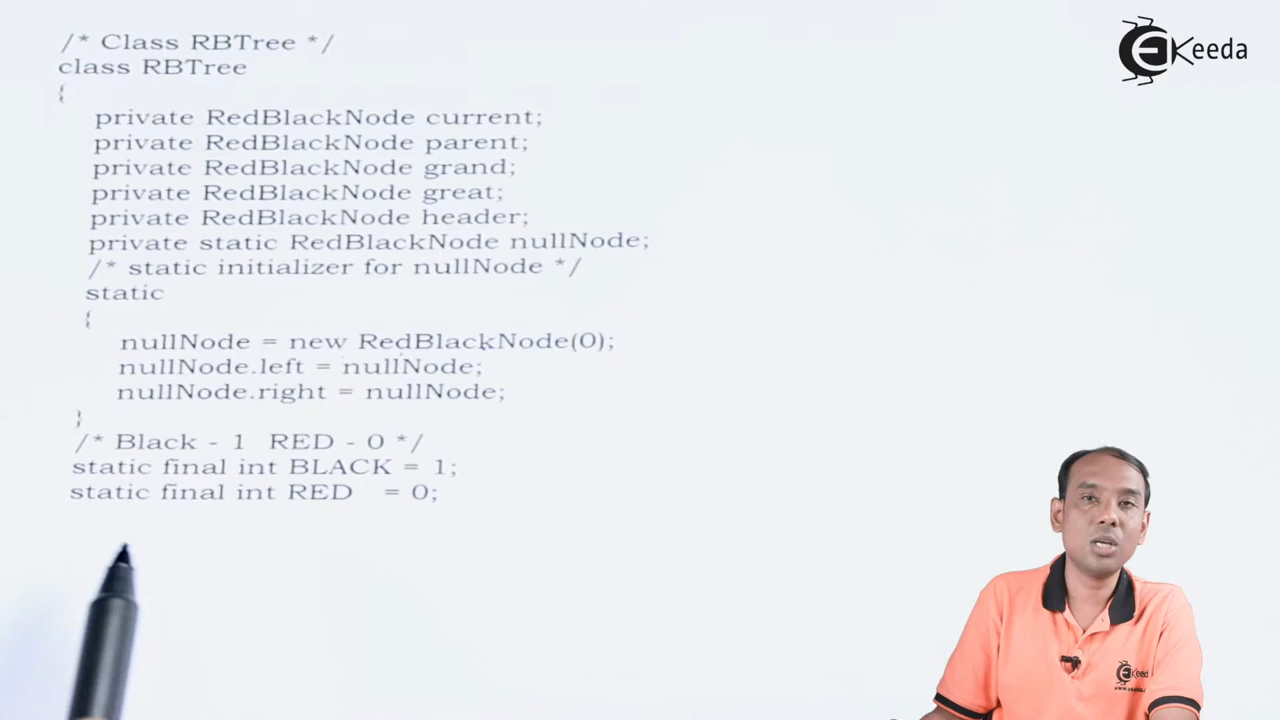 /* Class RBTree */
class RBTree
{
private RedBlackNode current;
private RedBlackNode parent;
private RedBlackNode grand;
private RedBlackNode great;
private RedBlackNode header;
private static RedBlackNode nullNode;
/* static initializer for nullNode */
static
{
nullNode = new RedBlackNode(0);
nullNode.left = nullNode;
nullNode.right = nullNode;
}
/* Black - 1 RED - 0 */
static final int BLACK = 1;
static final int RED = 0;
EKeeda
EKeeda